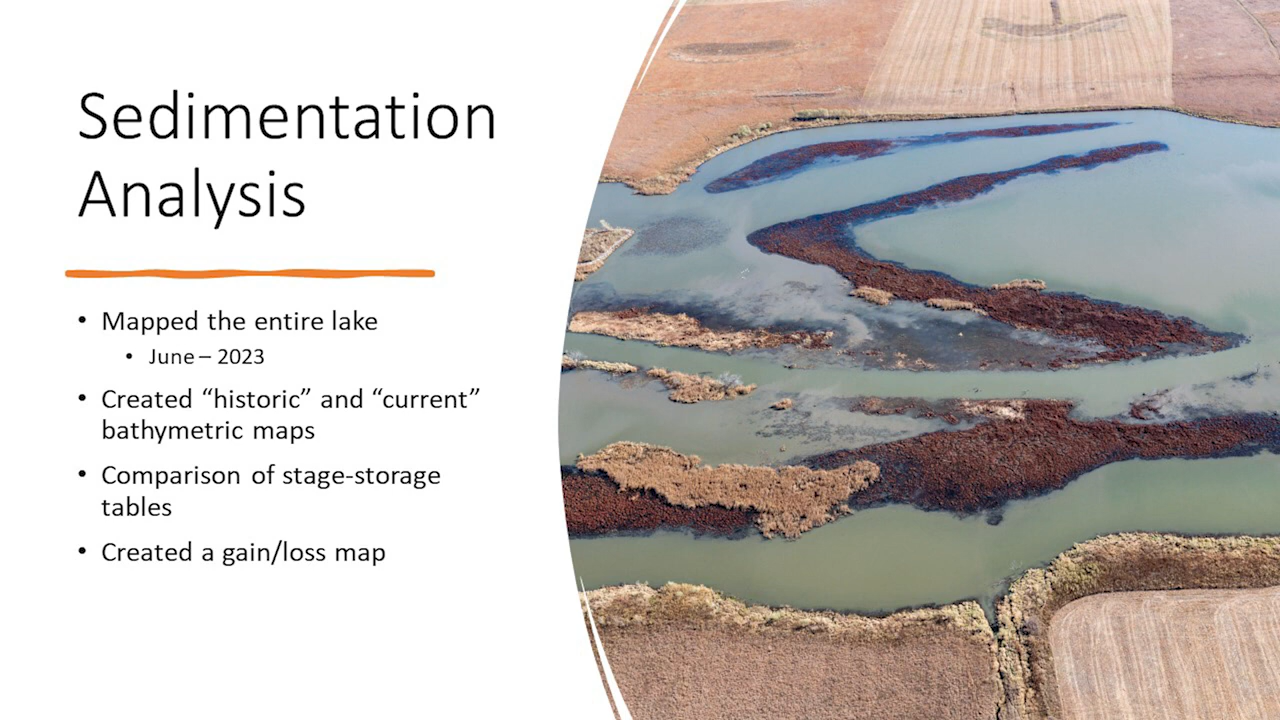 Sedimentation
Analysis
• Mapped the entire lake
• June – 2023
• Created “historic” and “current”
bathymetric maps
• Comparison of stage-storage
tables
• Created a gain/loss map